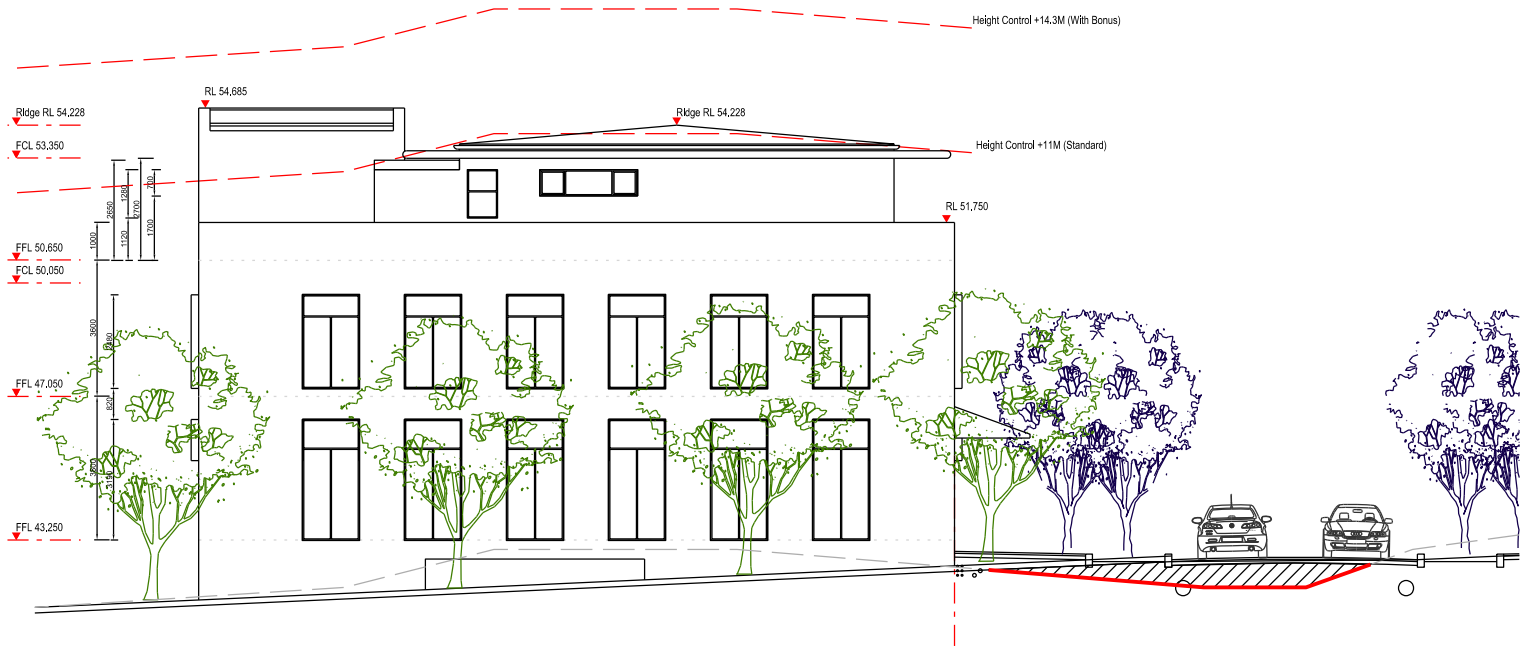 Height Control +14.3M (With Bonus)
RL 54,685
Ridge RL 54,228
Ridge RL 54,228
FCL 53,350
Height Control +11M (Standard)
2650
1280
2700
700
1120
1700
1000
RL 51,750
FFL 50,650
FCL 50,050
3600
2480
FFL 47,050
820
3190
FFL 43,250